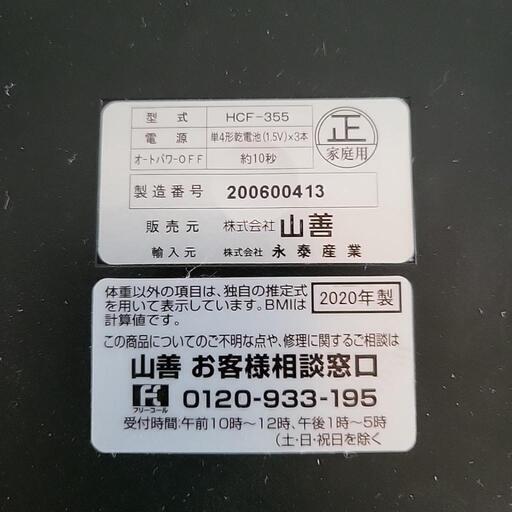 型式 HCF-355
電源 単4形乾電池(1.5V)×3本
オートパワーOFF 約10秒
正
家庭用
製造番号 200600413
販売元 株式会社 山善
輸入元 株式会社 永泰産業
体重以外の項目は、独自の推定式
を用いて表示しています。BMIは
計算値です。
2020年製
この商品についてのご不明な点や、修理に関するご相談は
山善 お客様相談窓口
フリーコール 0120-933-195
受付時間:午前10時～12時、午後1時～5時
(土・日・祝日を除く